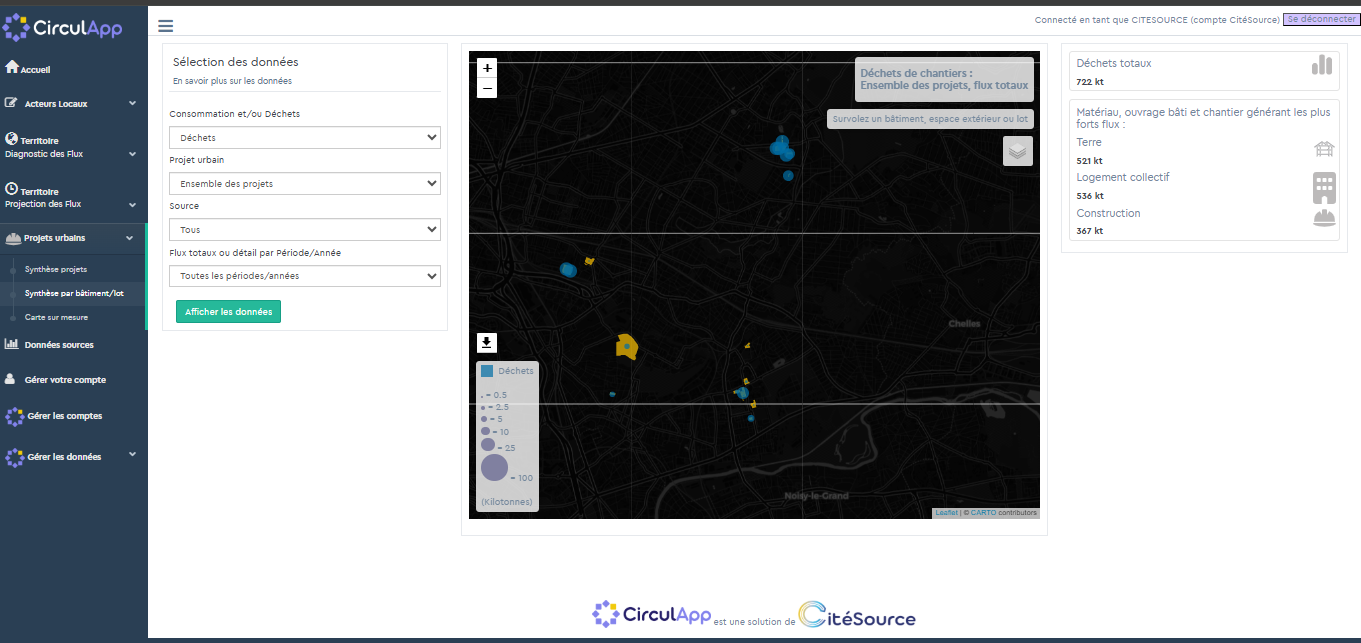 CirculApp
Accueil
Acteurs Locaux
Territoire
Diagnostic des Flux
Territoire
Projection des Flux
Projets urbains
Synthèse projets
Synthèse par bâtiment/lot
Carte sur mesure
Données sources
Gérer votre compte
Gérer les comptes
Gérer les données
Connecté en tant que CITESOURCE (compte CitéSource) Se déconnecter
Sélection des données
En savoir plus sur les données
Consommation et/ou Déchets
Déchets
Projet urbain
Ensemble des projets
Source
Tous
Flux totaux ou détail par Période/Année
Toutes les périodes/années
Afficher les données
+
−
Déchets de chantiers :
Ensemble des projets, flux totaux
Survolez un bâtiment, espace extérieur ou lot
Chelles
Noisy-le-Grand
Déchets
= 0.5
= 2.5
= 5
= 10
= 25
= 100
(Kilotonnes)
Leaflet | © CARTO contributors
Déchets totaux
722 kt
Matériau, ouvrage bâti et chantier générant les plus
forts flux :
Terre
521 kt
Logement collectif
536 kt
Construction
367 kt
CirculApp est une solution de CitéSource